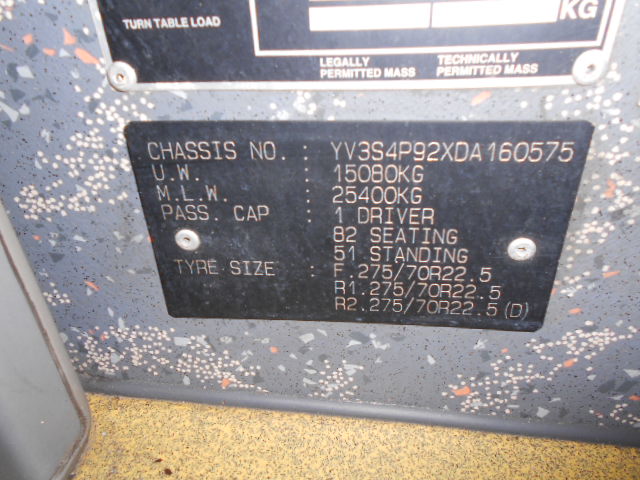 KG
TURN TABLE LOAD
LEGALLY PERMITTED MASS
TECHNICALLY PERMITTED MASS
CHASSIS NO. : YV3S4P92XDA160575
U.W. : 15080KG
M.L.W. : 25400KG
PASS. CAP : 1 DRIVER
82 SEATING
51 STANDING
TYRE SIZE : F.275/70R22.5
R1.275/70R22.5
R2.275/70R22.5(D)